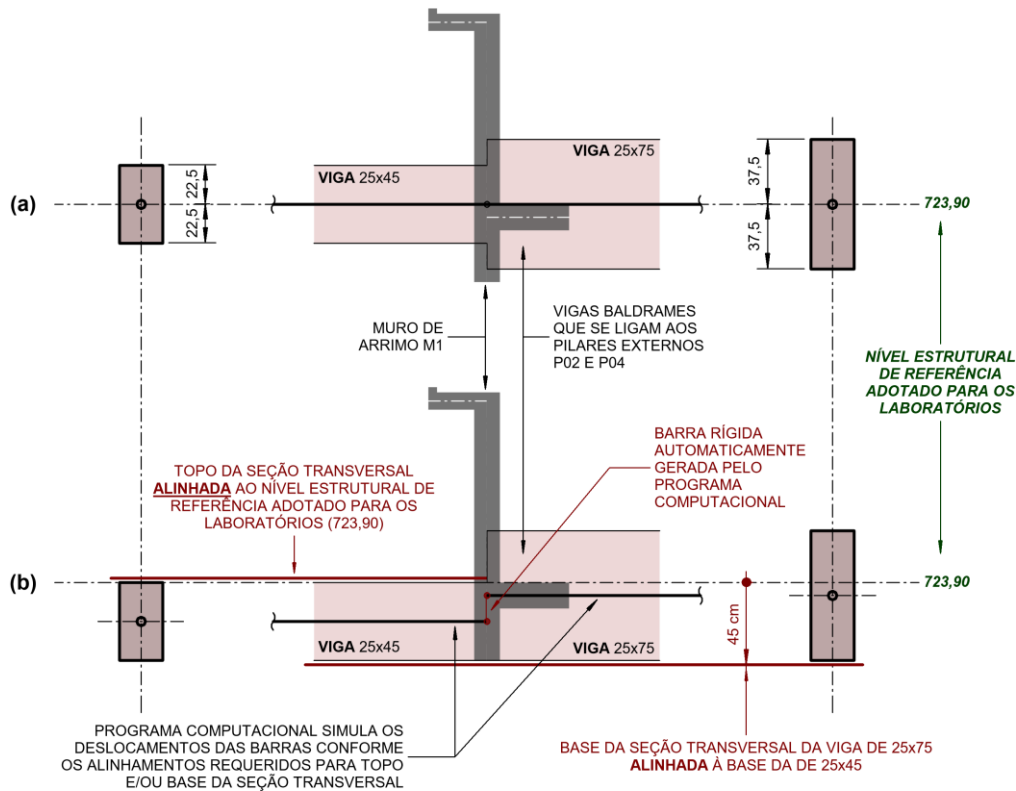 VIGA 25x45
VIGA 25x75
22,5
22,5
37,5
37,5
(a)
723,90
MURO DE
ARRIMO M1
VIGAS BALDRAMES
QUE SE LIGAM AOS
PILARES EXTERNOS
P02 E P04
NÍVEL ESTRUTURAL
DE REFERÊNCIA
ADOTADO PARA OS
LABORATÓRIOS
BARRA RÍGIDA
AUTOMATICAMENTE
GERADA PELO
PROGRAMA
COMPUTACIONAL
TOPO DA SEÇÃO TRANSVERSAL
ALINHADA AO NÍVEL ESTRUTURAL DE
REFERÊNCIA ADOTADO PARA OS
LABORATÓRIOS (723,90)
(b)
723,90
45 cm
VIGA 25x45
VIGA 25x75
PROGRAMA COMPUTACIONAL SIMULA OS
DESLOCAMENTOS DAS BARRAS CONFORME
OS ALINHAMENTOS REQUERIDOS PARA TOPO
E/OU BASE DA SEÇÃO TRANSVERSAL
BASE DA SEÇÃO TRANSVERSAL DA VIGA DE 25x75
ALINHADA À BASE DA DE 25x45